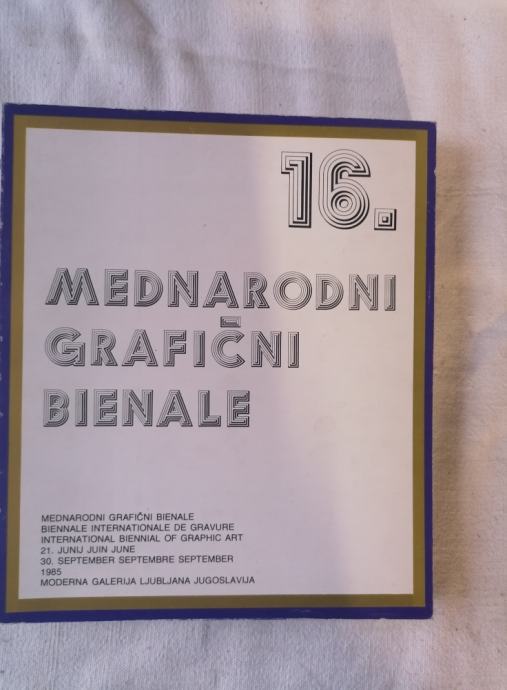 16.
MEDNARODNI
GRAFIČNI
BIENALE
MEDNARODNI GRAFIČNI BIENALE
BIENNALE INTERNATIONALE DE GRAVURE
INTERNATIONAL BIENNIAL OF GRAPHIC ART
21. JUNIJ JUIN JUNE
30. SEPTEMBER SEPTEMBRE SEPTEMBER
1985
MODERNA GALERIJA LJUBLJANA JUGOSLAVIJA